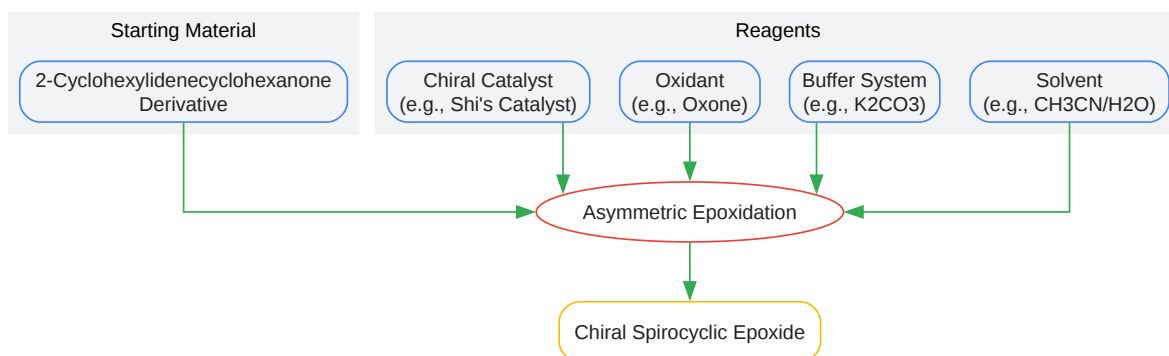 Starting Material
Reagents
2-Cyclohexylidenecyclohexanone
Derivative
Chiral Catalyst
(e.g., Shi's Catalyst)
Oxidant
(e.g., Oxone)
Buffer System
(e.g., K2CO3)
Solvent
(e.g., CH3CN/H2O)
Asymmetric Epoxidation
Chiral Spirocyclic Epoxide